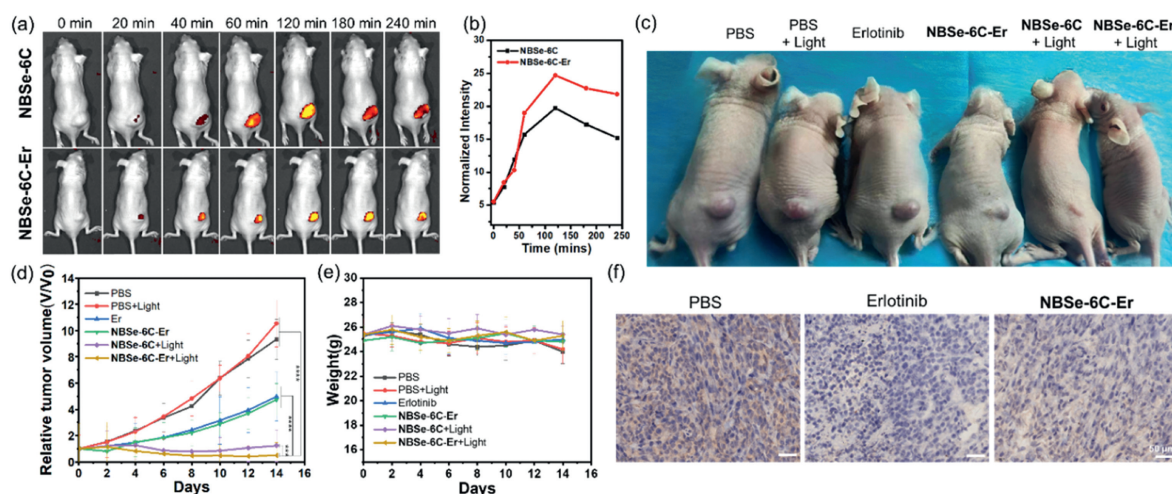 (a)
0 min 20 min 40 min 60 min 120 min 180 min 240 min
NBSe-6C
NBSe-6C-Er
(b)
NBSe-6C
NBSe-6C-Er
Normalized Intensity
30
25
20
15
10
5
0
0 50 100 150 200 250
Time (mins)
(c)
PBS
PBS
+ Light
Erlotinib
NBSe-6C-Er
NBSe-6C
+ Light
NBSe-6C-Er
+ Light
(d)
Relative tumor volume(V/V0)
14
12
10
8
6
4
2
0
PBS
PBS+Light
Er
NBSe-6C-Er
NBSe-6C+Light
NBSe-6C-Er+Light
****
****
0 2 4 6 8 10 12 14 16
Days
(e)
Weight(g)
30
28
26
24
22
20
18
16
14
PBS
PBS+Light
Erlotinib
NBSe-6C-Er
NBSe-6C+Light
NBSe-6C-Er+Light
0 2 4 6 8 10 12 14 16
Days
(f)
PBS
Erlotinib
NBSe-6C-Er
50 μm